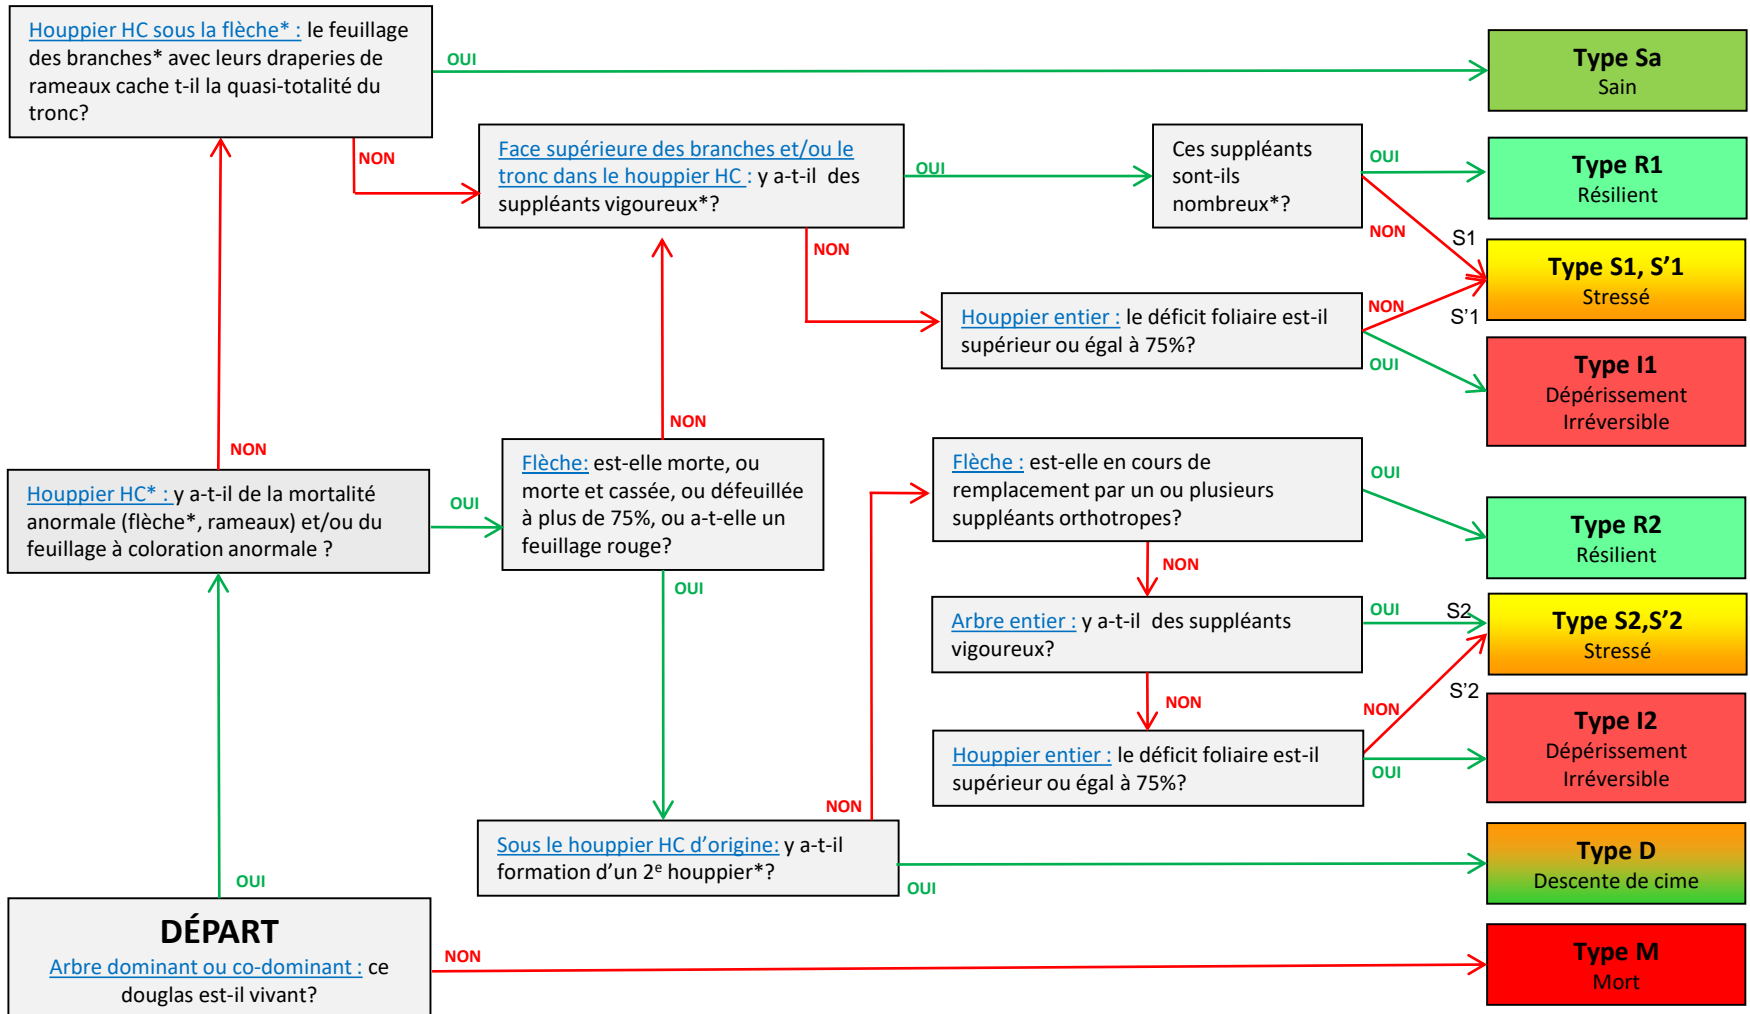 Houppier HC sous la flèche* : le feuillage
des branches* avec leurs draperies de
rameaux cache t-il la quasi-totalité du
tronc?
OUI
Type Sa
Sain
NON
Face supérieure des branches et/ou le
tronc dans le houppier HC : y a-t-il des
suppléants vigoureux*?
OUI
Ces suppléants
sont-ils
nombreux*?
OUI
Type R1
Résilient
NON
S1
NON
Type S1, S’1
Stressé
Houppier entier : le déficit foliaire est-il
supérieur ou égal à 75%?
NON
S’1
OUI
Type I1
Dépérissement
Irréversible
NON
NON
Houppier HC* : y a-t-il de la mortalité
anormale (flèche*, rameaux) et/ou du
feuillage à coloration anormale ?
OUI
Flèche: est-elle morte, ou
morte et cassée, ou défeuillée
à plus de 75%, ou a-t-elle un
feuillage rouge?
OUI
Flèche : est-elle en cours de
remplacement par un ou plusieurs
suppléants orthotropes?
OUI
Type R2
Résilient
NON
Arbre entier : y a-t-il des suppléants
vigoureux?
OUI
S2
Type S2,S’2
Stressé
NON
S’2
Houppier entier : le déficit foliaire est-il
supérieur ou égal à 75%?
NON
OUI
Type I2
Dépérissement
Irréversible
NON
Sous le houppier HC d’origine: y a-t-il
formation d’un 2e houppier*?
OUI
Type D
Descente de cime
OUI
DÉPART
Arbre dominant ou co-dominant : ce
douglas est-il vivant?
NON
Type M
Mort